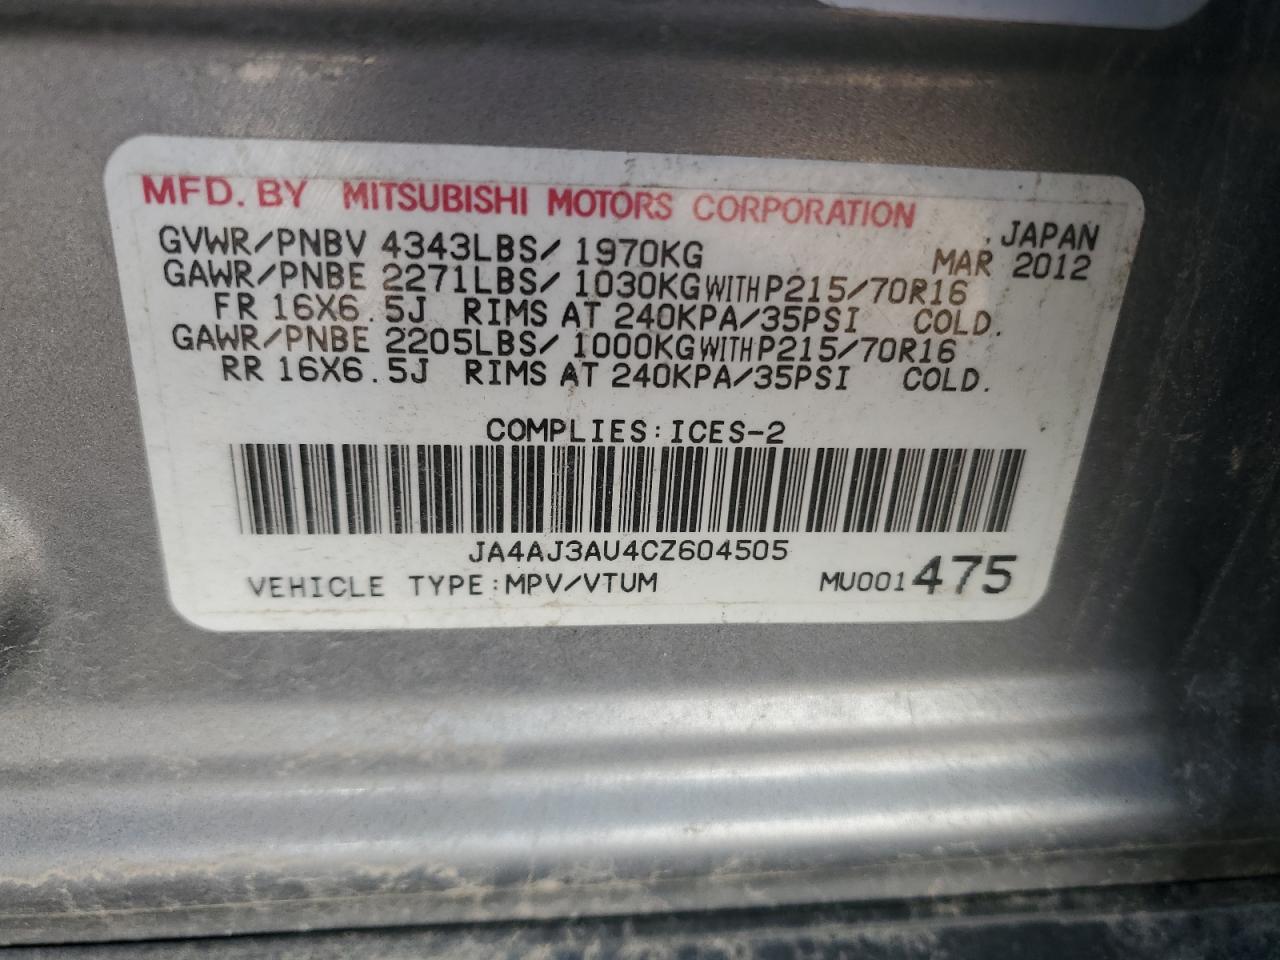 MFD. BY MITSUBISHI MOTORS CORPORATION
JAPAN
GVWR/PNBV 4343LBS/ 1970KG MAR 2012
GAWR/PNBE 2271LBS/ 1030KG WITH P215/70R16
FR 16X6.5J RIMS AT 240KPA/35PSI COLD.
GAWR/PNBE 2205LBS/ 1000KG WITH P215/70R16
RR 16X6.5J RIMS AT 240KPA/35PSI COLD.
COMPLIES:ICES-2
JA4AJ3AU4CZ604505
VEHICLE TYPE:MPV/VTUM MU001475